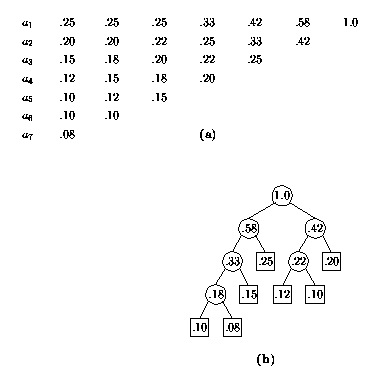 a₁ .25 .25 .25 .33 .42 .58 1.0
a₂ .20 .20 .22 .25 .33 .42
a₃ .15 .18 .20 .22 .25
a₄ .12 .15 .18 .20
a₅ .10 .12 .15
a₆ .10 .10
a₇ .08
(a)
1.0
.58 .42
.33 .25 .22 .20
.18 .15 .12 .10
.10 .08
(b)